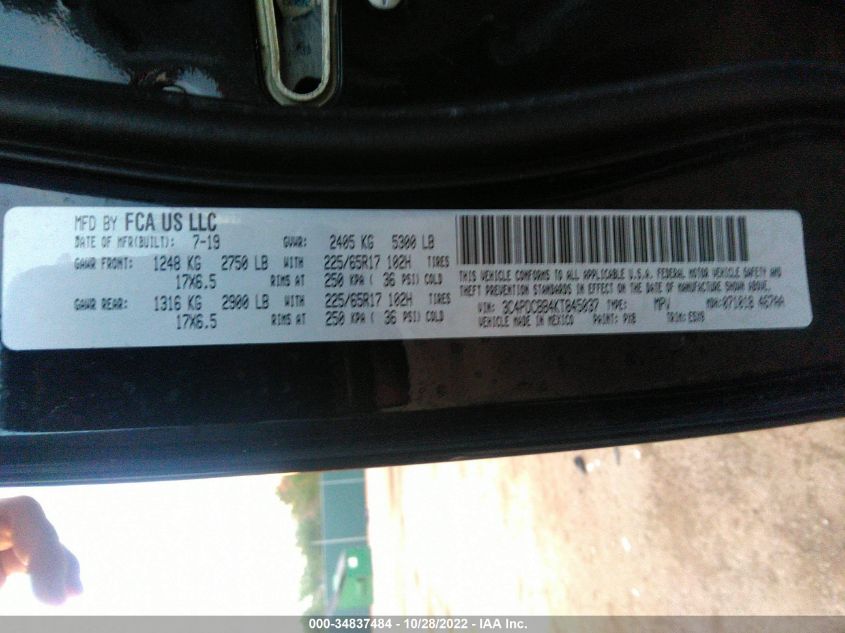 MFD BY FCA US LLC
DATE OF MFR(BUILT): 7-19 GVWR: 2405 KG 5300 LB
GAWR FRONT: 1248 KG 2750 LB WITH 225/65R17 102H TIRES
17X6.5 RIMS AT 250 KPA ( 36 PSI) COLD
GAWR REAR: 1316 KG 2900 LB WITH 225/65R17 102H TIRES
17X6.5 RIMS AT 250 KPA ( 36 PSI) COLD
THIS VEHICLE CONFORMS TO ALL APPLICABLE U.S.A. FEDERAL MOTOR VEHICLE SAFETY AND
THEFT PREVENTION STANDARDS IN EFFECT ON THE DATE OF MANUFACTURE SHOWN ABOVE.
VIN: 3C4PDCBB4KT845037 TYPE: MPV MDH: 071018 467AA
VEHICLE MADE IN MEXICO PAINT: PX8 TRIM: ESX9
000-34837484 - 10/28/2022 - IAA Inc.